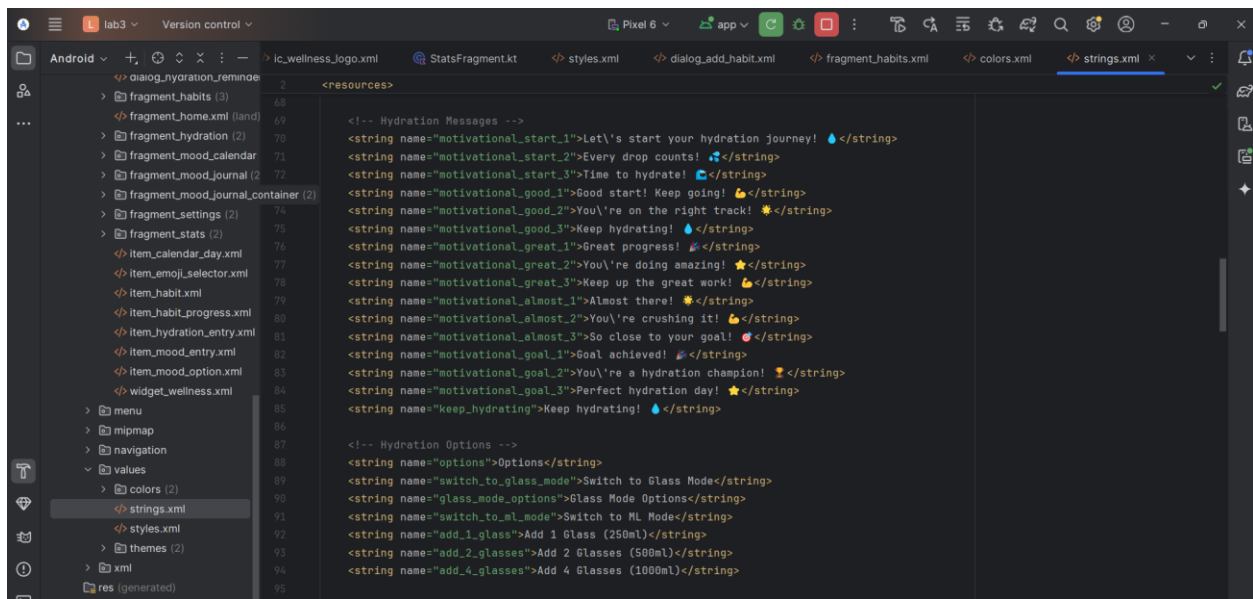 lab3 Version control Pixel 6 app
Android
ic_wellness_logo.xml StatsFragment.kt styles.xml dialog_add_habit.xml fragment_habits.xml colors.xml strings.xml
dialog_hydration_reminder
fragment_habits (3)
fragment_home.xml (land)
fragment_hydration (2)
fragment_mood_calendar
fragment_mood_journal (2
fragment_mood_journal_container (2)
fragment_settings (2)
fragment_stats (2)
item_calendar_day.xml
item_emoji_selector.xml
item_habit.xml
item_habit_progress.xml
item_hydration_entry.xml
item_mood_entry.xml
item_mood_option.xml
widget_wellness.xml
menu
mipmap
navigation
values
colors (2)
strings.xml
styles.xml
themes (2)
xml
res (generated)
2 <resources>
68
69 <!-- Hydration Messages -->
70 <string name="motivational_start_1">Let\'s start your hydration journey! 💧</string>
71 <string name="motivational_start_2">Every drop counts! 💦</string>
72 <string name="motivational_start_3">Time to hydrate! 🌊</string>
<string name="motivational_good_1">Good start! Keep going! 💪</string>
74 <string name="motivational_good_2">You\'re on the right track! 🌟</string>
75 <string name="motivational_good_3">Keep hydrating! 💧</string>
76 <string name="motivational_great_1">Great progress! 🎉</string>
77 <string name="motivational_great_2">You\'re doing amazing! ⭐</string>
78 <string name="motivational_great_3">Keep up the great work! 💪</string>
79 <string name="motivational_almost_1">Almost there! 🌟</string>
80 <string name="motivational_almost_2">You\'re crushing it! 💪</string>
81 <string name="motivational_almost_3">So close to your goal! 🎯</string>
82 <string name="motivational_goal_1">Goal achieved! 🎉</string>
83 <string name="motivational_goal_2">You\'re a hydration champion! 🏆</string>
84 <string name="motivational_goal_3">Perfect hydration day! ⭐</string>
85 <string name="keep_hydrating">Keep hydrating! 💧</string>
86
87 <!-- Hydration Options -->
88 <string name="options">Options</string>
89 <string name="switch_to_glass_mode">Switch to Glass Mode</string>
90 <string name="glass_mode_options">Glass Mode Options</string>
91 <string name="switch_to_ml_mode">Switch to ML Mode</string>
92 <string name="add_1_glass">Add 1 Glass (250ml)</string>
93 <string name="add_2_glasses">Add 2 Glasses (500ml)</string>
94 <string name="add_4_glasses">Add 4 Glasses (1000ml)</string>
95